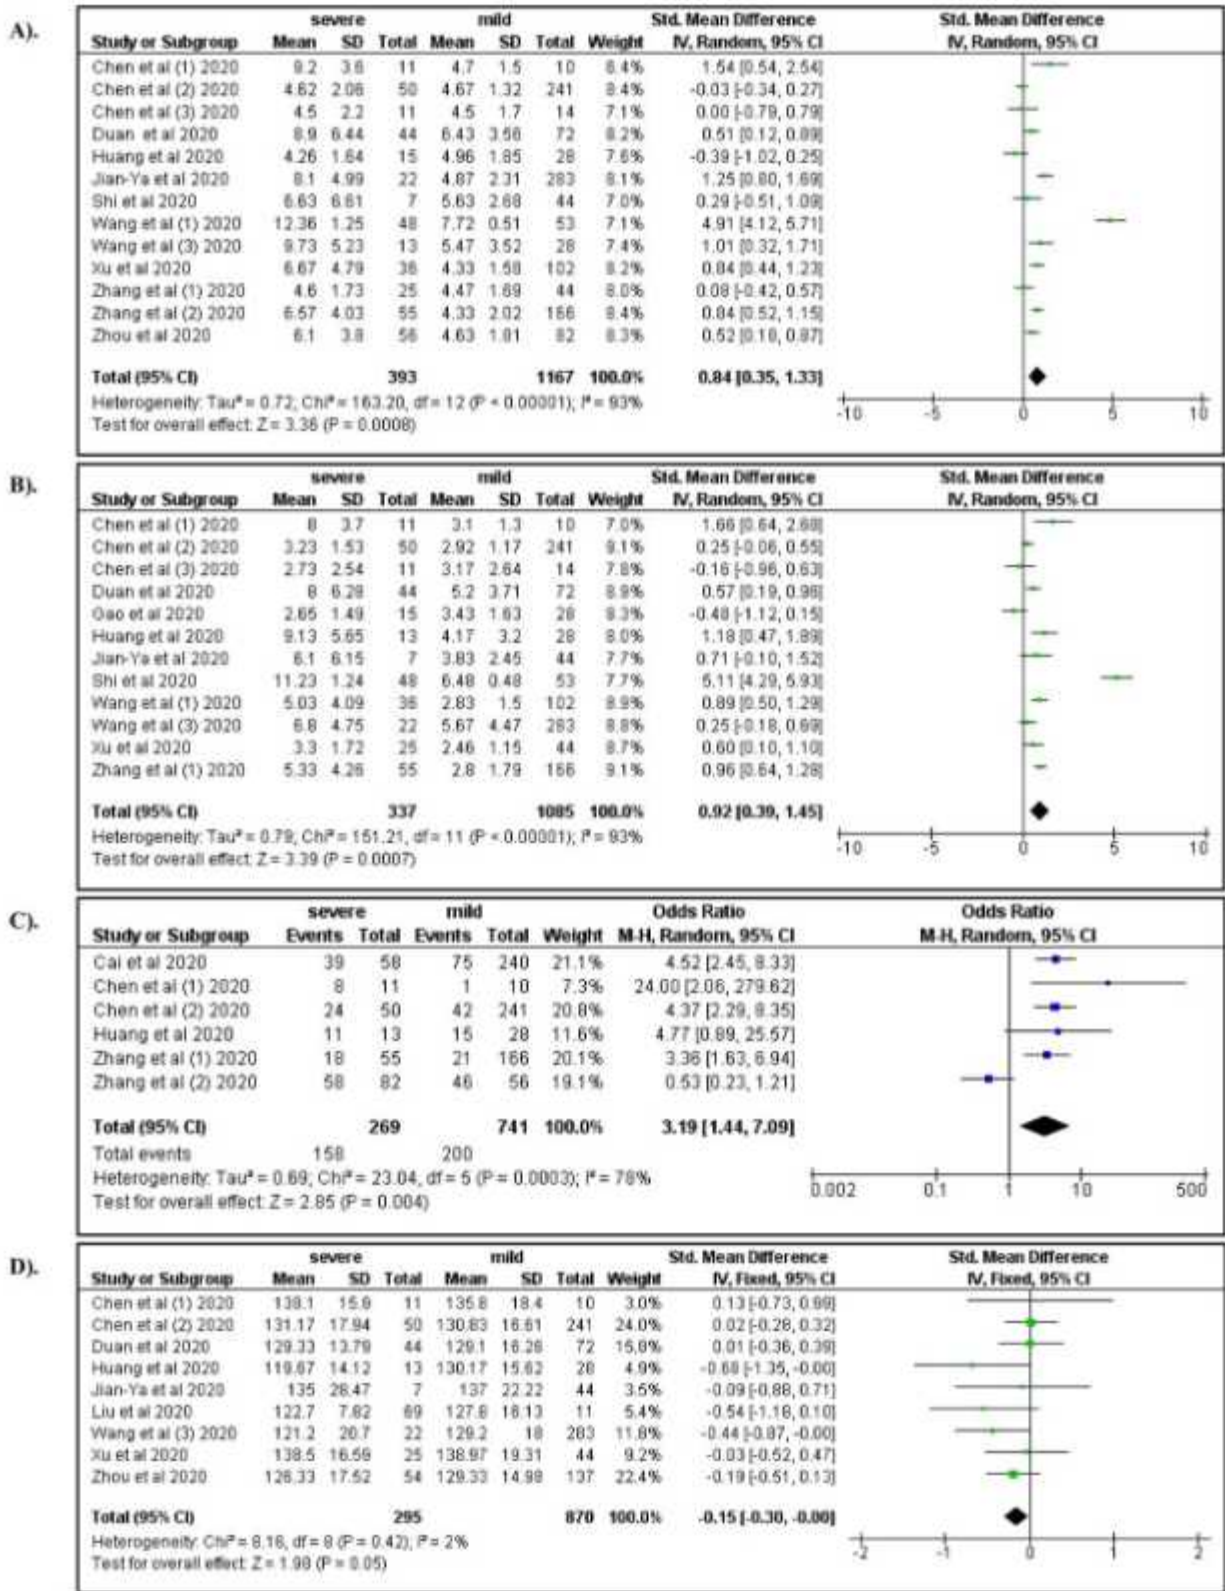 A).
severe mild Std. Mean Difference Std. Mean Difference
Study or Subgroup Mean SD Total Mean SD Total Weight IV, Random, 95% CI IV, Random, 95% CI
Chen et al (1) 2020 8.2 3.6 11 4.7 1.5 10 6.4% 1.54 [0.54, 2.54]
Chen et al (2) 2020 4.62 2.06 50 4.67 1.32 241 8.4% -0.03 [-0.34, 0.27]
Chen et al (3) 2020 4.5 2.2 11 4.5 1.7 14 7.1% 0.00 [-0.79, 0.79]
Duan et al 2020 8.9 6.44 44 6.43 3.56 72 8.2% 0.51 [0.12, 0.89]
Huang et al 2020 4.26 1.64 15 4.96 1.85 28 7.6% -0.39 [-1.02, 0.25]
Jian-Ya et al 2020 8.1 4.99 22 4.87 2.31 283 8.1% 1.25 [0.80, 1.69]
Shi et al 2020 6.63 6.61 7 5.63 2.68 44 7.0% 0.29 [-0.51, 1.09]
Wang et al (1) 2020 12.36 1.25 48 7.72 0.51 53 7.1% 4.91 [4.12, 5.71]
Wang et al (3) 2020 9.73 5.23 13 5.47 3.52 28 7.4% 1.01 [0.32, 1.71]
Xu et al 2020 6.67 4.79 36 4.33 1.58 102 8.2% 0.84 [0.44, 1.23]
Zhang et al (1) 2020 4.6 1.73 25 4.47 1.69 44 8.0% 0.08 [-0.42, 0.57]
Zhang et al (2) 2020 6.57 4.03 55 4.33 2.02 166 8.4% 0.84 [0.52, 1.15]
Zhou et al 2020 6.1 3.8 56 4.63 1.81 82 8.3% 0.52 [0.18, 0.87]
Total (95% CI) 393 1167 100.0% 0.84 [0.35, 1.33]
Heterogeneity: Tau² = 0.72; Chi² = 163.20, df = 12 (P < 0.00001); I² = 93%
Test for overall effect: Z = 3.36 (P = 0.0008)
-10 -5 0 5 10
B).
severe mild Std. Mean Difference Std. Mean Difference
Study or Subgroup Mean SD Total Mean SD Total Weight IV, Random, 95% CI IV, Random, 95% CI
Chen et al (1) 2020 8 3.7 11 3.1 1.3 10 7.0% 1.66 [0.64, 2.68]
Chen et al (2) 2020 3.23 1.53 50 2.92 1.17 241 9.1% 0.25 [-0.06, 0.55]
Chen et al (3) 2020 2.73 2.54 11 3.17 2.64 14 7.8% -0.16 [-0.96, 0.63]
Duan et al 2020 8 6.28 44 5.2 3.71 72 8.9% 0.57 [0.19, 0.96]
Gao et al 2020 2.65 1.49 15 3.43 1.63 28 8.3% -0.48 [-1.12, 0.15]
Huang et al 2020 9.13 5.65 13 4.17 3.2 28 8.0% 1.18 [0.47, 1.89]
Jian-Ya et al 2020 6.1 6.15 7 3.83 2.45 44 7.7% 0.71 [-0.10, 1.52]
Shi et al 2020 11.23 1.24 48 6.48 0.48 53 7.7% 5.11 [4.29, 5.93]
Wang et al (1) 2020 5.03 4.09 36 2.83 1.5 102 8.9% 0.89 [0.50, 1.29]
Wang et al (3) 2020 6.8 4.75 22 5.67 4.47 283 8.8% 0.25 [-0.18, 0.69]
Xu et al 2020 3.3 1.72 25 2.46 1.15 44 8.7% 0.60 [0.10, 1.10]
Zhang et al (1) 2020 5.33 4.26 55 2.8 1.79 166 9.1% 0.96 [0.64, 1.28]
Total (95% CI) 337 1085 100.0% 0.92 [0.39, 1.45]
Heterogeneity: Tau² = 0.79; Chi² = 151.21, df = 11 (P < 0.00001); I² = 93%
Test for overall effect: Z = 3.39 (P = 0.0007)
-10 -5 0 5 10
C).
severe mild Odds Ratio Odds Ratio
Study or Subgroup Events Total Events Total Weight M-H, Random, 95% CI M-H, Random, 95% CI
Cai et al 2020 39 58 75 240 21.1% 4.52 [2.45, 8.33]
Chen et al (1) 2020 8 11 1 10 7.3% 24.00 [2.06, 279.62]
Chen et al (2) 2020 24 50 42 241 20.8% 4.37 [2.29, 8.35]
Huang et al 2020 11 13 15 28 11.6% 4.77 [0.89, 25.57]
Zhang et al (1) 2020 18 55 21 166 20.1% 3.36 [1.63, 6.94]
Zhang et al (2) 2020 58 82 46 56 19.1% 0.53 [0.23, 1.21]
Total (95% CI) 269 741 100.0% 3.19 [1.44, 7.09]
Total events 158 200
Heterogeneity: Tau² = 0.69; Chi² = 23.04, df = 5 (P = 0.0003); I² = 78%
Test for overall effect: Z = 2.85 (P = 0.004)
0.002 0.1 1 10 500
D).
severe mild Std. Mean Difference Std. Mean Difference
Study or Subgroup Mean SD Total Mean SD Total Weight IV, Fixed, 95% CI IV, Fixed, 95% CI
Chen et al (1) 2020 138.1 15.8 11 135.8 18.4 10 3.0% 0.13 [-0.73, 0.99]
Chen et al (2) 2020 131.17 17.94 50 130.83 16.61 241 24.0% 0.02 [-0.28, 0.32]
Duan et al 2020 129.33 13.79 44 129.1 16.26 72 15.8% 0.01 [-0.36, 0.39]
Huang et al 2020 119.67 14.12 13 130.17 15.62 28 4.9% -0.68 [-1.35, -0.00]
Jian-Ya et al 2020 135 28.47 7 137 22.22 44 3.5% -0.09 [-0.88, 0.71]
Liu et al 2020 122.7 7.82 69 127.8 16.13 11 5.4% -0.54 [-1.18, 0.10]
Wang et al (3) 2020 121.2 20.7 22 129.2 18 283 11.8% -0.44 [-0.87, -0.00]
Xu et al 2020 138.5 16.59 25 138.97 19.31 44 9.2% -0.03 [-0.52, 0.47]
Zhou et al 2020 126.33 17.52 54 129.33 14.98 137 22.4% -0.19 [-0.51, 0.13]
Total (95% CI) 295 870 100.0% -0.15 [-0.30, -0.00]
Heterogeneity: Chi² = 8.16, df = 8 (P = 0.42); I² = 2%
Test for overall effect: Z = 1.98 (P = 0.05)
-2 -1 0 1 2